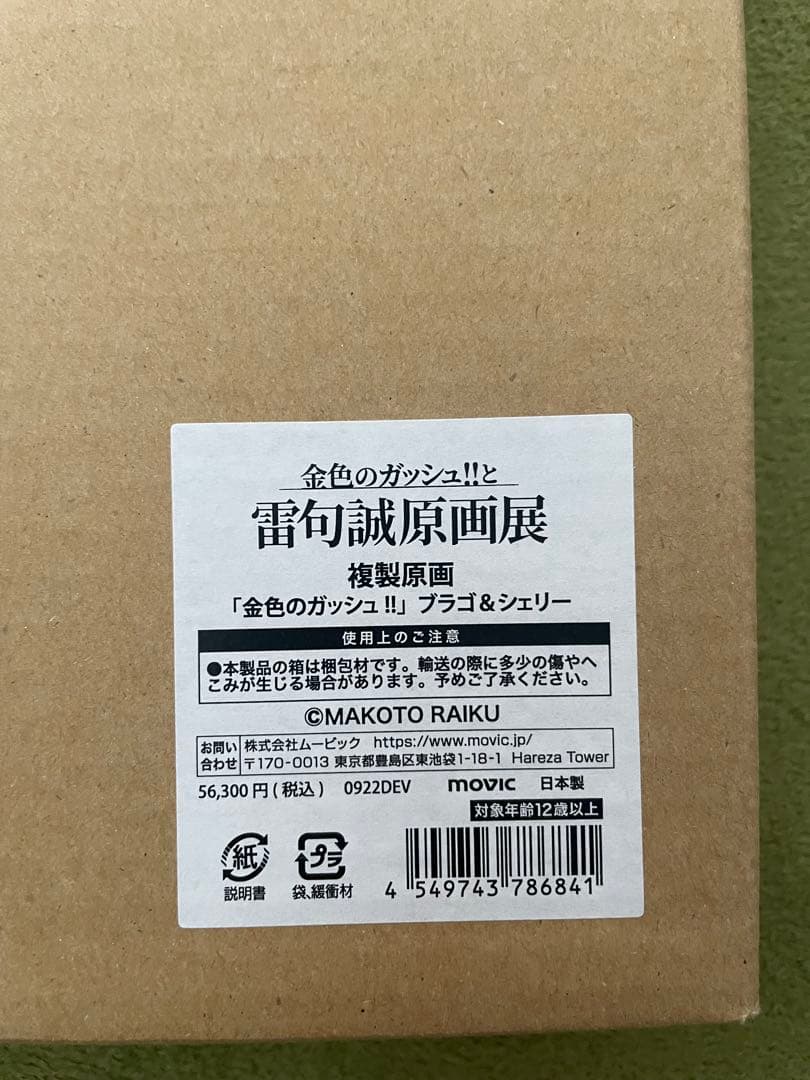 金色のガッシュ!!と
雷句誠原画展
複製原画
「金色のガッシュ!!」ブラゴ&シェリー
使用上のご注意
●本製品の箱は梱包材です。輸送の際に多少の傷やへ
こみが生じる場合があります。予めご了承ください。
©MAKOTO RAIKU
お問い合わせ 株式会社ムービック https://www.movic.jp/
〒170-0013 東京都豊島区東池袋1-18-1 Hareza Tower
56,300円(税込) 0922DEV movic 日本製
対象年齢12歳以上
紙 プラ
説明書 袋、緩衝材
4 549743 786841